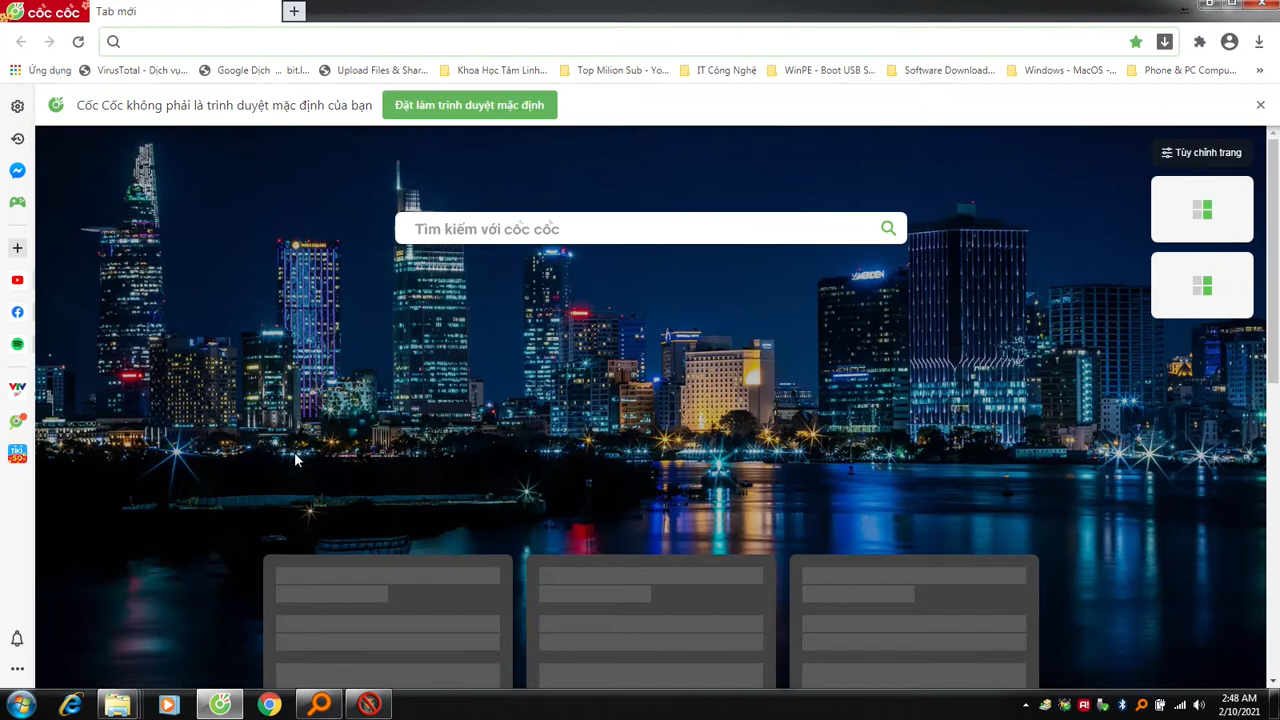 cốc cốc
Tab mới
Ứng dụng
VirusTotal - Dịch vụ...
Google Dịch ... bit.l...
Upload Files & Shar...
Khoa Học Tâm Linh...
Top Milion Sub - Yo...
IT Công Nghệ
WinPE - Boot USB S...
Software Download...
Windows - MacOS -...
Phone & PC Compu...
Cốc Cốc không phải là trình duyệt mặc định của bạn
Đặt làm trình duyệt mặc định
Tùy chỉnh trang
Tìm kiếm với cốc cốc
VTV
go
TIKI
2:48 AM
2/10/2021